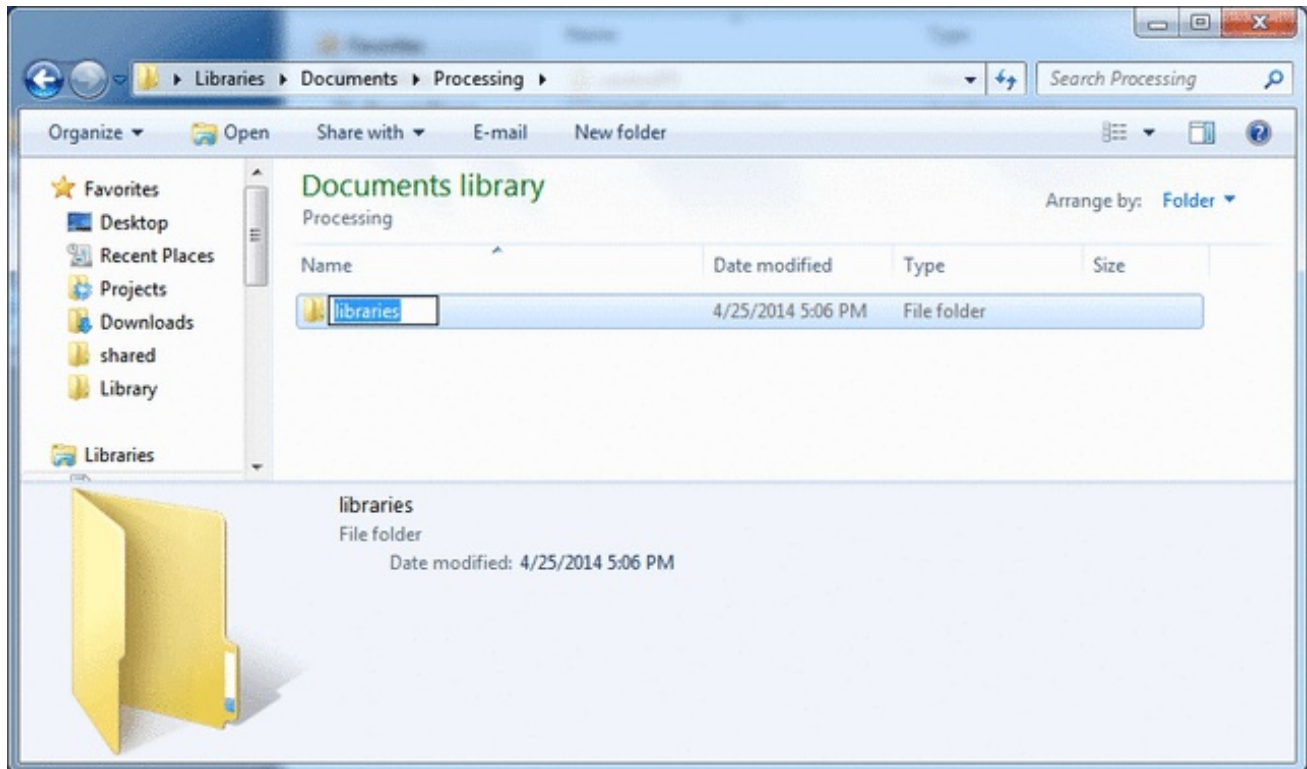 Libraries Documents Processing
Search Processing
Organize Open Share with E-mail New folder
Favorites
Desktop
Recent Places
Projects
Downloads
shared
Library
Libraries
Documents library
Processing
Arrange by: Folder
Name Date modified Type Size
libraries 4/25/2014 5:06 PM File folder
libraries
File folder
Date modified: 4/25/2014 5:06 PM